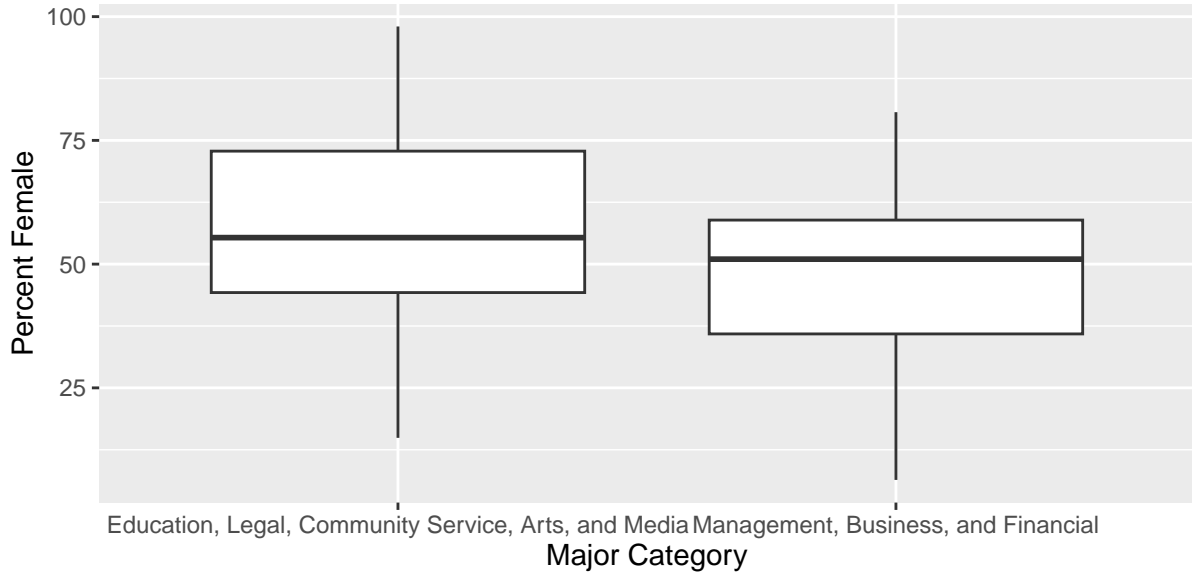 100
75
50
25
Percent Female
Education, Legal, Community Service, Arts, and Media
Management, Business, and Financial
Major Category